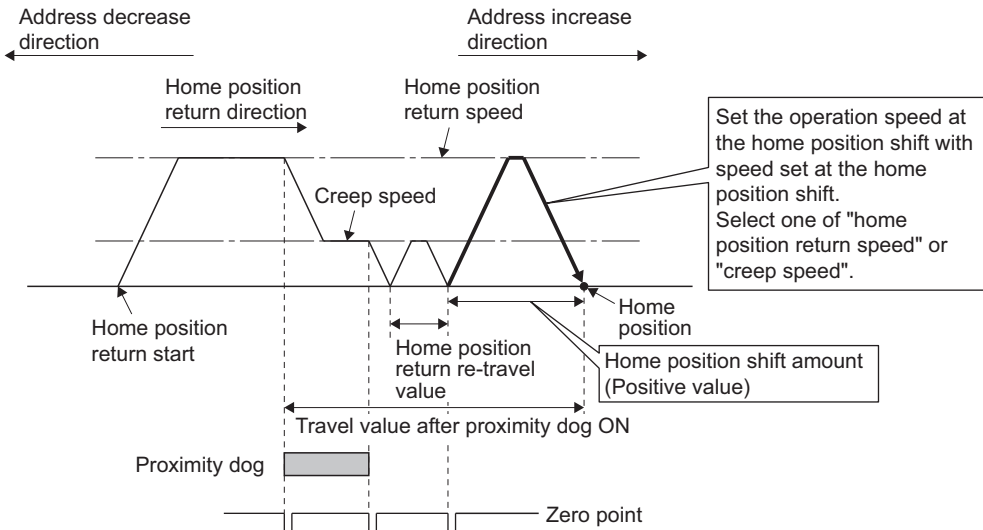 Address decrease
direction
Address increase
direction
Home position
return direction
Home position
return speed
Set the operation speed at
the home position shift with
speed set at the home
position shift.
Select one of "home
position return speed" or
"creep speed".
Creep speed
Home position
return start
Home
position
Home position
return re-travel
value
Home position shift amount
(Positive value)
Travel value after proximity dog ON
Proximity dog
Zero point